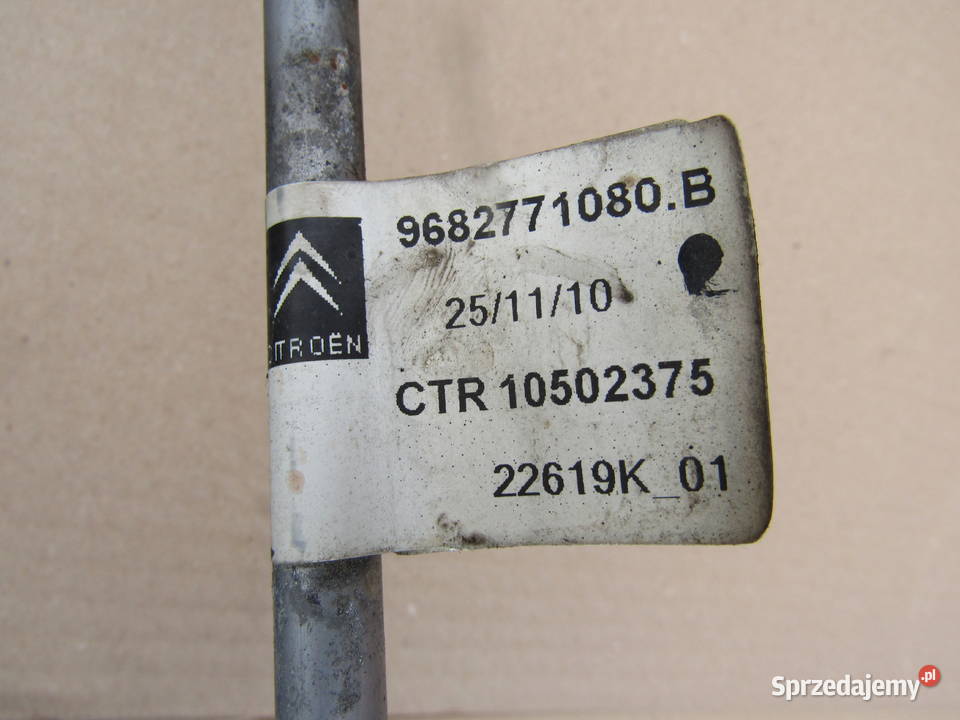 9682771080.B
25/11/10
CITROËN
CTR 10502375
22619K_01
Sprzedajemy.pl